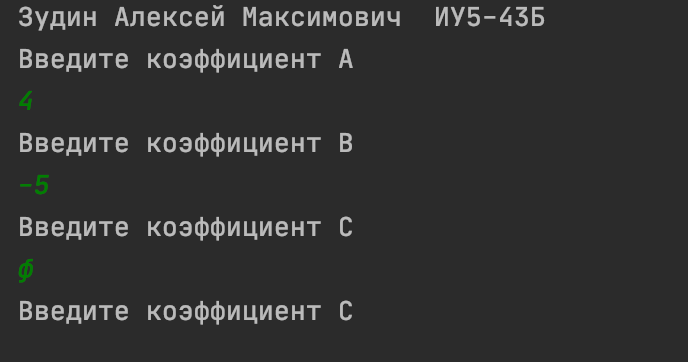 Зудин Алексей Максимович  ИУ5-43Б
Введите коэффициент A
4
Введите коэффициент B
-5
Введите коэффициент C
ф
Введите коэффициент C